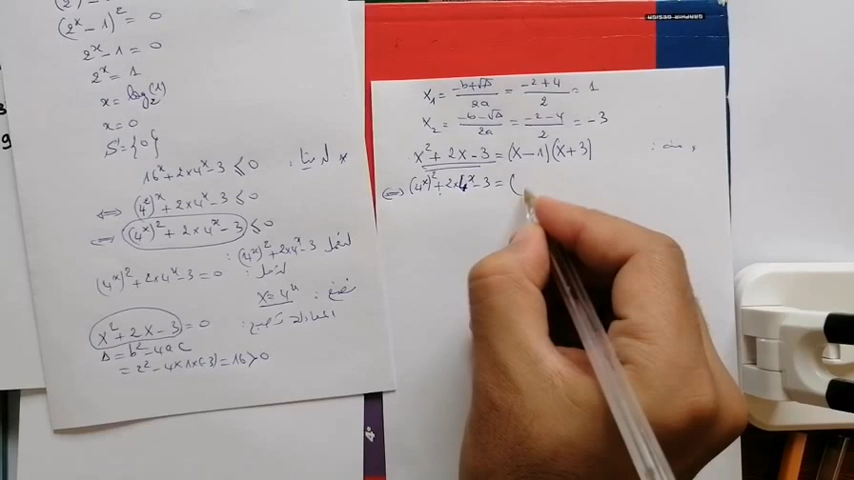 (2^x - 1)^2 = 0
2^x - 1 = 0
2^x = 1
x = log_2(1)
x = 0
S = {0}
* لدينا: 16^x + 2×4^x - 3 ≤ 0
⇔ (4^2)^x + 2×4^x - 3 ≤ 0
⇔ (4^x)^2 + 2×4^x - 3 ≤ 0
(4^x)^2 + 2×4^x - 3 :
(4^x)^2 + 2×4^x - 3 = 0
نضع: X = 4^x
X^2 + 2X - 3 = 0
Δ = b^2 - 4ac
= 2^2 - 4×1×(-3) = 16 > 0
X_1 = (-b+√Δ)/2a = (-2+4)/2 = 1
X_2 = (-b-√Δ)/2a = (-2-4)/2 = -3
X^2 + 2X - 3 = (X - 1)(X + 3)
⇔ (4^x)^2 + 2×4^x - 3 = (
GRAPHIC DESIGN